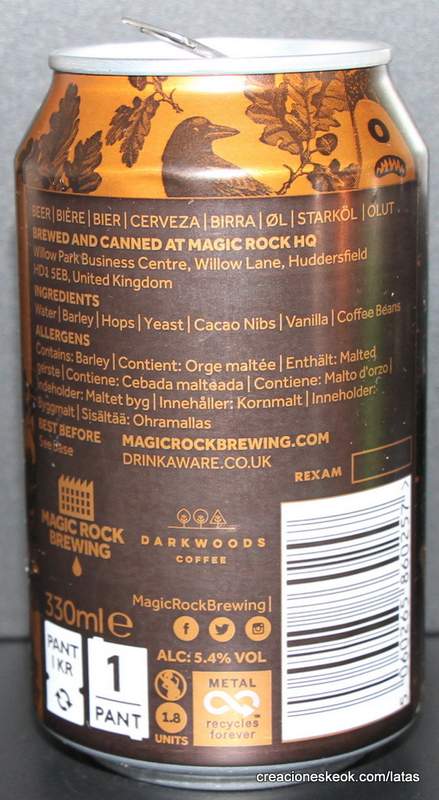 BEER | BIÈRE | BIER | CERVEZA | BIRRA | ØL | STARKÖL | OLUT
BREWED AND CANNED AT MAGIC ROCK HQ
Willow Park Business Centre, Willow Lane, Huddersfield
HD1 5EB, United Kingdom
INGREDIENTS
Water | Barley | Hops | Yeast | Cacao Nibs | Vanilla | Coffee Beans
ALLERGENS
Contains: Barley | Contient: Orge maltée | Enthält: Malted
gerste | Contiene: Cebada malteada | Contiene: Malto d'orzo |
Indeholder: Maltet byg | Innehåller: Kornmalt | Inneholder:
Byggmalt | Sisältää: Ohramallas
BEST BEFORE
See base
MAGICROCKBREWING.COM
DRINKAWARE.CO.UK
REXAM
MAGIC ROCK
BREWING
DARKWOODS
COFFEE
5 060265 860257
330ml e
MagicRockBrewing |
ALC: 5.4% VOL
PANT
1 KR
1
PANT
1.8
UNITS
METAL
recycles
forever
creacioneskeok.com/latas